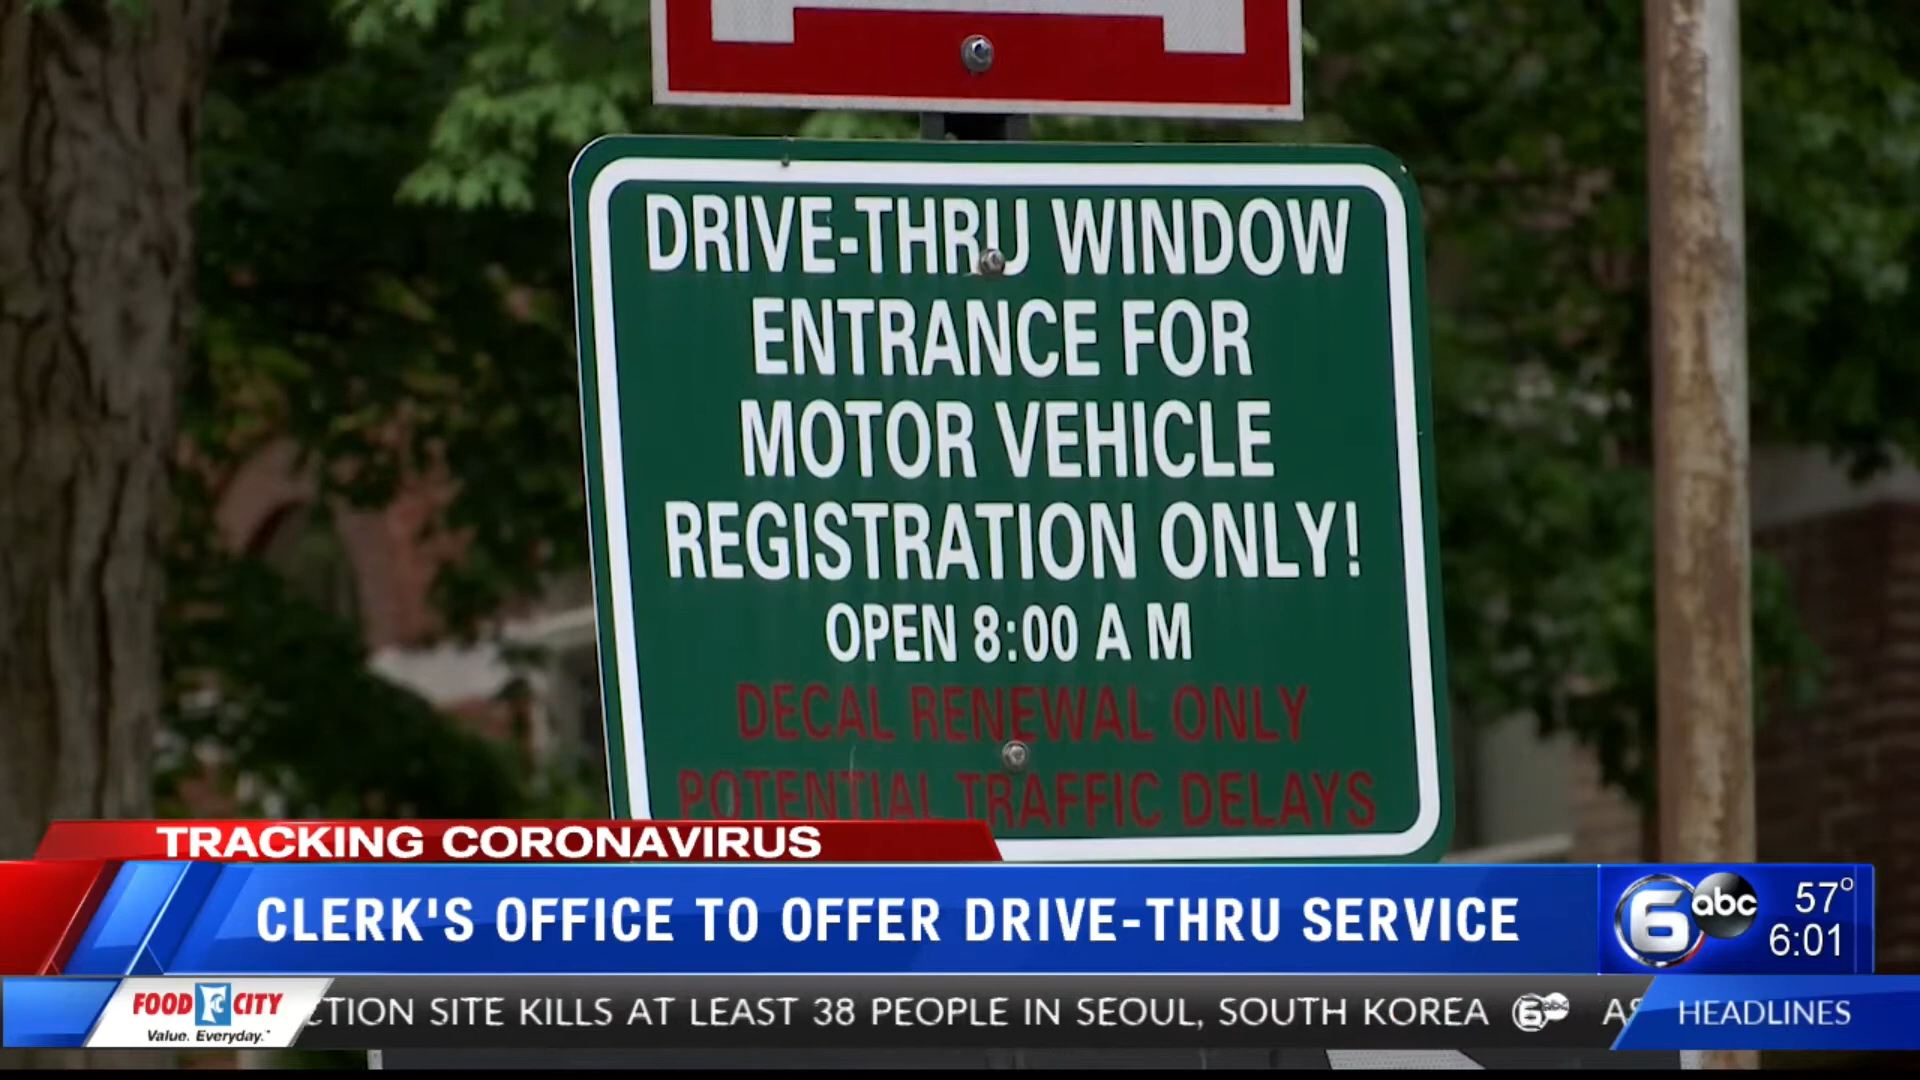 DRIVE-THRU WINDOW
ENTRANCE FOR
MOTOR VEHICLE
REGISTRATION ONLY!
OPEN 8:00 A M
DECAL RENEWAL ONLY
POTENTIAL TRAFFIC DELAYS
TRACKING CORONAVIRUS
CLERK'S OFFICE TO OFFER DRIVE-THRU SERVICE
6 abc
57°
6:01
FOOD CITY
Value. Everyday.
SITE KILLS AT LEAST 38 PEOPLE IN SEOUL, SOUTH KOREA 6 abc
HEADLINES